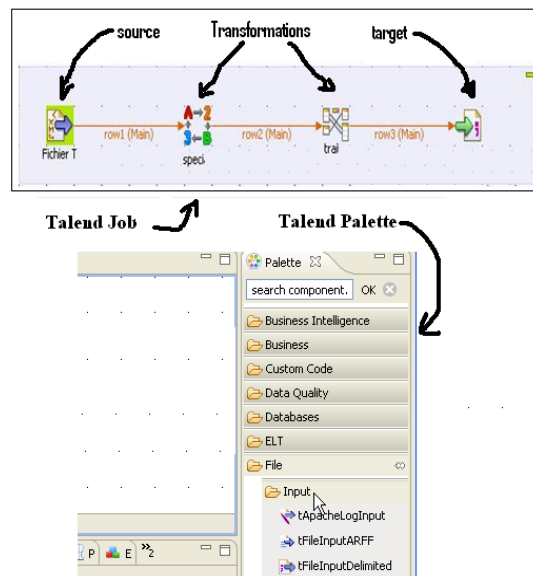 source
Transformations
target
row1 (Main)
row2 (Main)
row3 (Main)
Fichier T
speci
trai
Talend Job
Talend Palette
Palette
search component.
OK
Business Intelligence
Business
Custom Code
Data Quality
Databases
ELT
File
Input
tApacheLogInput
tFileInputARFF
tFileInputDelimited
P
E
»2